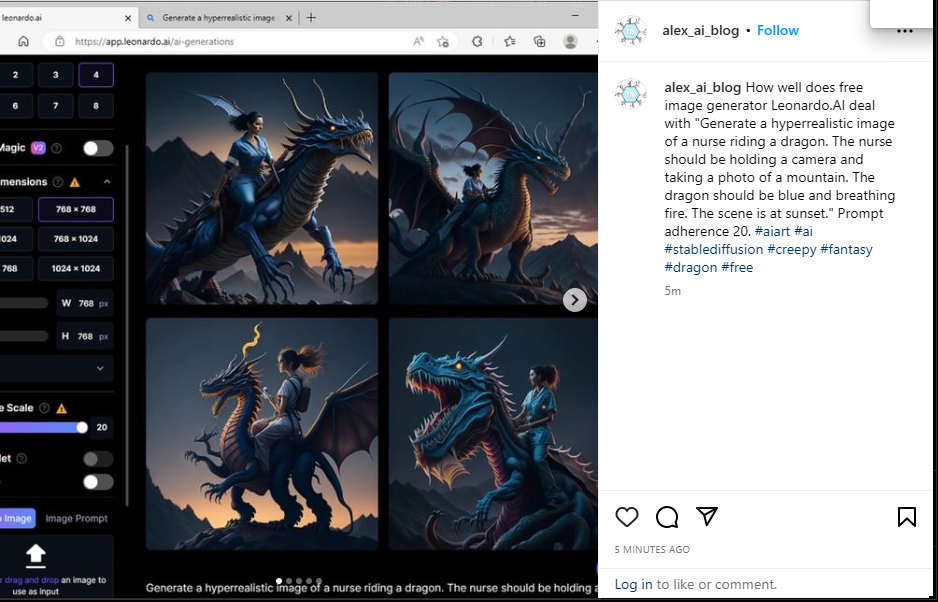 leonardo.ai
Generate a hyperrealistic image
https://app.leonardo.ai/ai-generations
2 3 4
6 7 8
Magic V2
mensions
512 768 × 768
1024 768 × 1024
768 1024 × 1024
W 768 px
H 768 px
e Scale
20
Image Image Prompt
r drag and drop an image to
use as input
Generate a hyperrealistic image of a nurse riding a dragon. The nurse should be holding a
alex_ai_blog • Follow
alex_ai_blog How well does free
image generator Leonardo.AI deal
with "Generate a hyperrealistic image
of a nurse riding a dragon. The nurse
should be holding a camera and
taking a photo of a mountain. The
dragon should be blue and breathing
fire. The scene is at sunset." Prompt
adherence 20. #aiart #ai
#stablediffusion #creepy #fantasy
#dragon #free
5m
5 MINUTES AGO
Log in to like or comment.